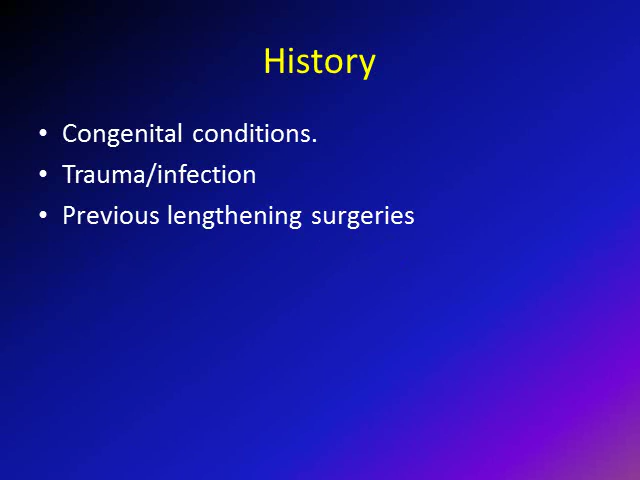 History
• Congenital conditions.
• Trauma/infection
• Previous lengthening surgeries